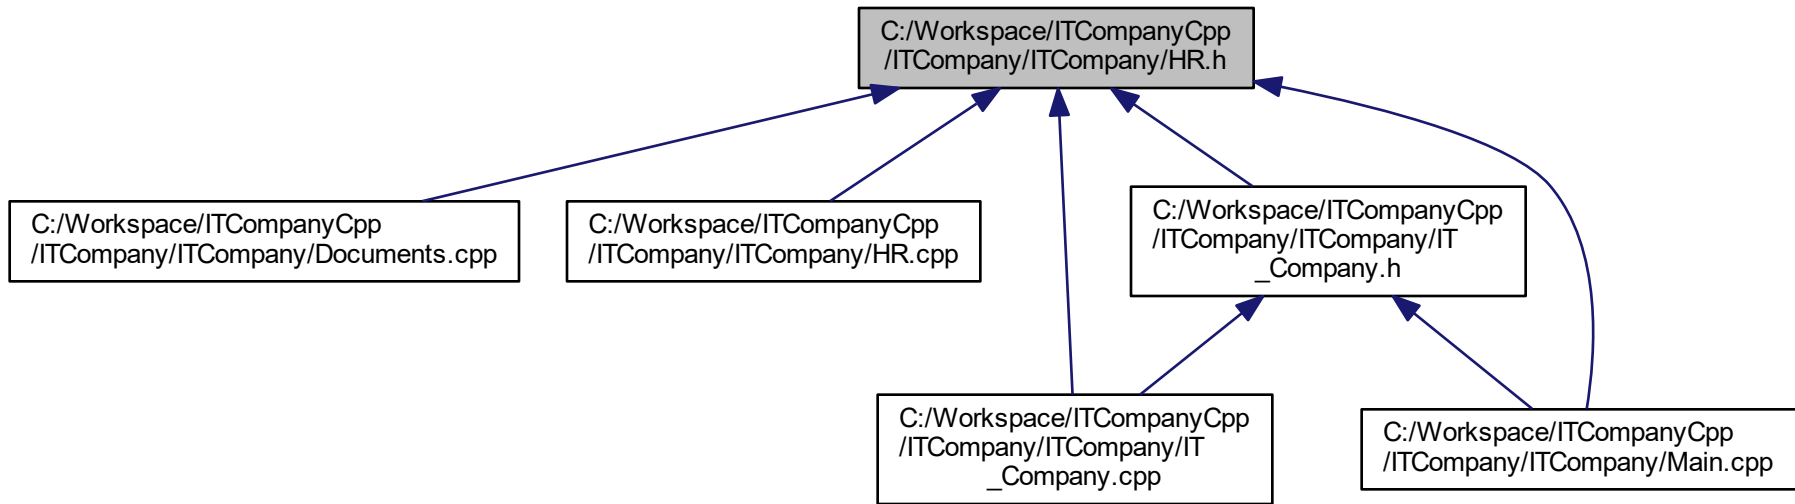 C:/Workspace/ITCompanyCpp
/ITCompany/ITCompany/HR.h
C:/Workspace/ITCompanyCpp
/ITCompany/ITCompany/Documents.cpp
C:/Workspace/ITCompanyCpp
/ITCompany/ITCompany/HR.cpp
C:/Workspace/ITCompanyCpp
/ITCompany/ITCompany/IT
_Company.h
C:/Workspace/ITCompanyCpp
/ITCompany/ITCompany/IT
_Company.cpp
C:/Workspace/ITCompanyCpp
/ITCompany/ITCompany/Main.cpp